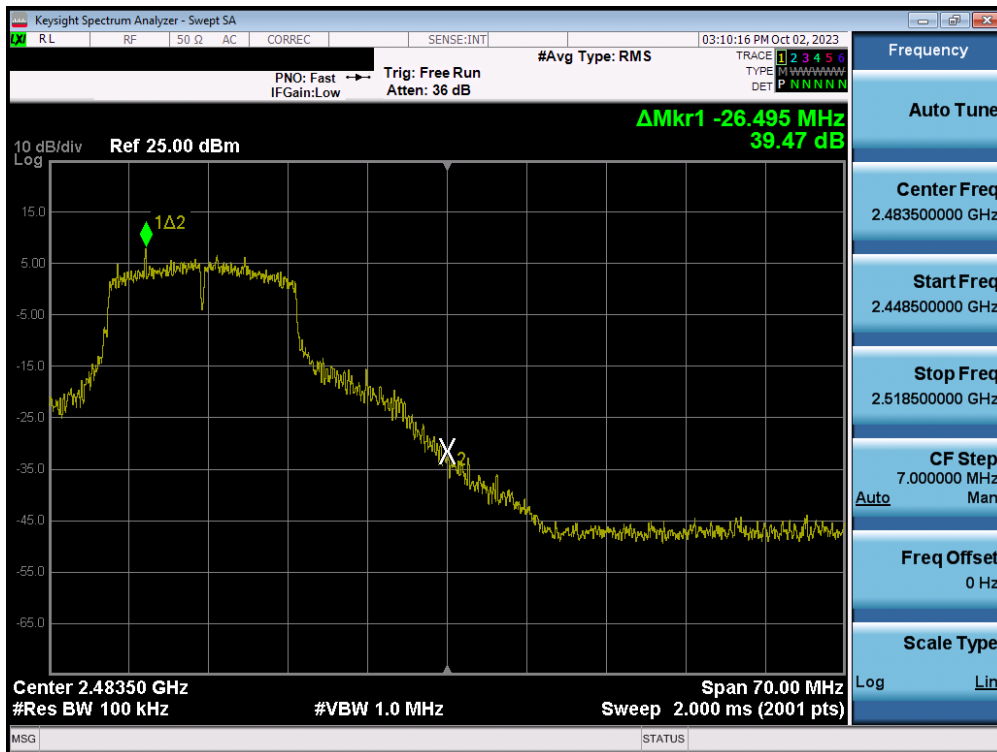 Keysight Spectrum Analyzer - Swept SA
LXI RL RF 50 Ω AC CORREC SENSE:INT 03:10:16 PM Oct 02, 2023
PNO: Fast
IFGain:Low
Trig: Free Run
Atten: 36 dB
#Avg Type: RMS
TRACE 1 2 3 4 5 6
TYPE MWWWWW
DET P N N N N N
ΔMkr1 -26.495 MHz
39.47 dB
10 dB/div
Log
Ref 25.00 dBm
15.0
5.00
-5.00
-15.0
-25.0
-35.0
-45.0
-55.0
-65.0
1Δ2
X2
Center 2.48350 GHz
Span 70.00 MHz
#Res BW 100 kHz
#VBW 1.0 MHz
Sweep 2.000 ms (2001 pts)
MSG
STATUS
Frequency
Auto Tune
Center Freq
2.483500000 GHz
Start Freq
2.448500000 GHz
Stop Freq
2.518500000 GHz
CF Step
7.000000 MHz
Auto Man
Freq Offset
0 Hz
Scale Type
Log Lin